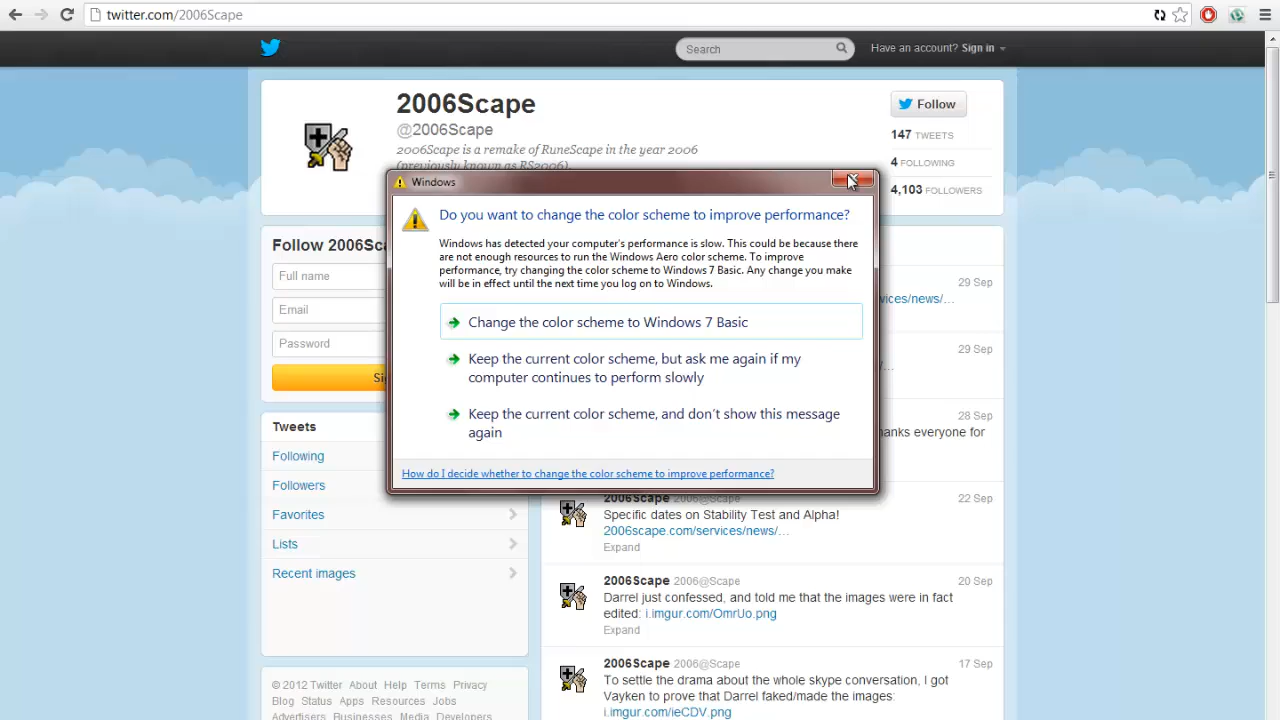 twitter.com/2006Scape
Search
Have an account? Sign in
2006Scape
@2006Scape
2006Scape is a remake of RuneScape in the year 2006
(previously known as RS2006).
Follow
147 TWEETS
4 FOLLOWING
4,103 FOLLOWERS
Windows
Do you want to change the color scheme to improve performance?
Windows has detected your computer's performance is slow. This could be because there
are not enough resources to run the Windows Aero color scheme. To improve
performance, try changing the color scheme to Windows 7 Basic. Any change you make
will be in effect until the next time you log on to Windows.
Change the color scheme to Windows 7 Basic
Keep the current color scheme, but ask me again if my
computer continues to perform slowly
Keep the current color scheme, and don't show this message
again
How do I decide whether to change the color scheme to improve performance?
Follow 2006Sca
Full name
Email
Password
Si
Tweets
Following
Followers
Favorites
Lists
Recent images
© 2012 Twitter About Help Terms Privacy
Blog Status Apps Resources Jobs
Advertisers Businesses Media Developers
29 Sep
vices/news/…
29 Sep
28 Sep
anks everyone for
2006Scape 2006@Scape
22 Sep
Specific dates on Stability Test and Alpha!
2006scape.com/services/news/…
Expand
2006Scape 2006@Scape
20 Sep
Darrel just confessed, and told me that the images were in fact
edited: i.imgur.com/OmrUo.png
Expand
2006Scape 2006@Scape
17 Sep
To settle the drama about the whole skype conversation, I got
Vayken to prove that Darrel faked/made the images:
i.imgur.com/ieCDV.png